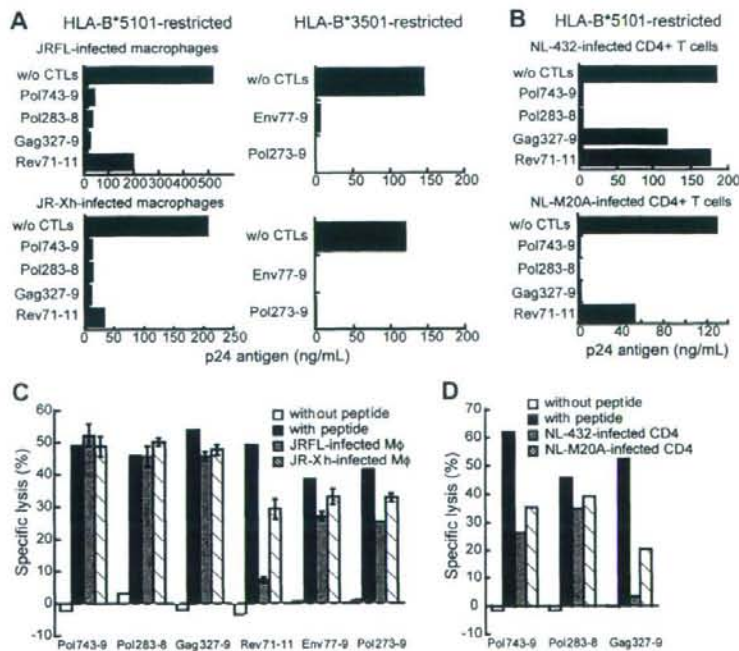 A
HLA-B*5101-restricted
JRFL-infected macrophages
w/o CTLs
Pol743-9
Pol283-8
Gag327-9
Rev71-11
0 100 200 300 400 500
JR-Xh-infected macrophages
w/o CTLs
Pol743-9
Pol283-8
Gag327-9
Rev71-11
0 50 100 150 200 250
HLA-B*3501-restricted
w/o CTLs
Env77-9
Pol273-9
0 50 100 150 200
w/o CTLs
Env77-9
Pol273-9
0 50 100 150 200
p24 antigen (ng/mL)
B
HLA-B*5101-restricted
NL-432-infected CD4+ T cells
w/o CTLs
Pol743-9
Pol283-8
Gag327-9
Rev71-11
0 50 100 150 200
NL-M20A-infected CD4+ T cells
w/o CTLs
Pol743-9
Pol283-8
Gag327-9
Rev71-11
0 40 80 120
p24 antigen (ng/mL)
C
Specific lysis (%)
60
50
40
30
20
10
0
-10
without peptide
with peptide
JRFL-infected Mϕ
JR-Xh-infected Mϕ
Pol743-9 Pol283-8 Gag327-9 Rev71-11 Env77-9 Pol273-9
D
Specific lysis (%)
70
60
50
40
30
20
10
0
-10
without peptide
with peptide
NL-432-infected CD4
NL-M20A-infected CD4
Pol743-9 Pol283-8 Gag327-9